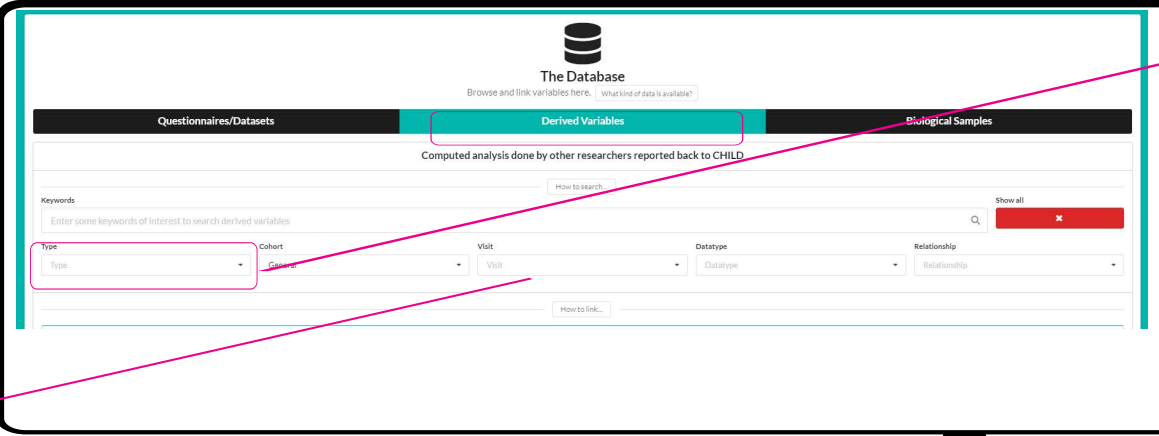 The Database
Browse and link variables here. What kind of data is available?
Questionnaires/Datasets Derived Variables Biological Samples
Computed analysis done by other researchers reported back to CHILD
How to search...
Keywords Show all
Enter some keywords of interest to search derived variables
Type Cohort Visit Datatype Relationship
Type General Visit Datatype Relationship
How to link...